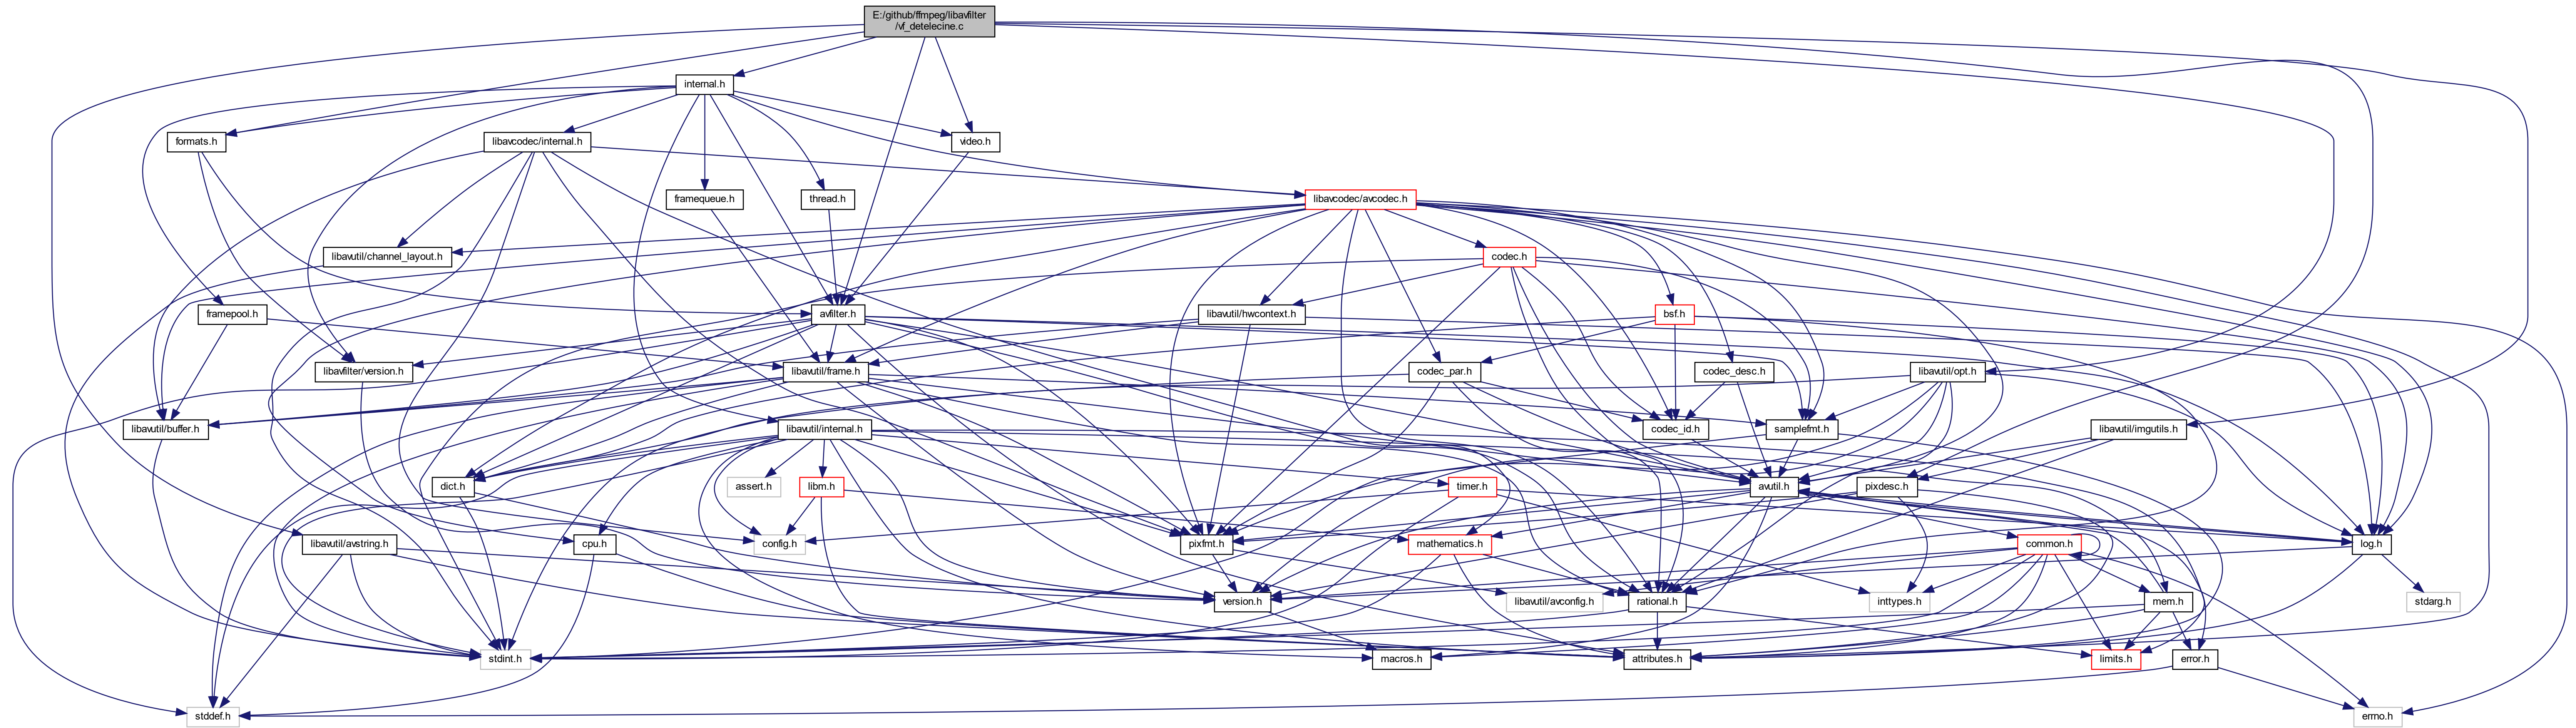 E:/github/ffmpeg/libavfilter
/vf_detelecine.c
internal.h
formats.h
libavcodec/internal.h
video.h
framequeue.h
thread.h
libavcodec/avcodec.h
libavutil/channel_layout.h
codec.h
framepool.h
avfilter.h
libavutil/hwcontext.h
bsf.h
libavfilter/version.h
libavutil/frame.h
codec_par.h
codec_desc.h
libavutil/opt.h
libavutil/buffer.h
libavutil/internal.h
codec_id.h
samplefmt.h
libavutil/imgutils.h
dict.h
assert.h
libm.h
timer.h
avutil.h
pixdesc.h
libavutil/avstring.h
cpu.h
config.h
pixfmt.h
mathematics.h
common.h
log.h
version.h
libavutil/avconfig.h
rational.h
inttypes.h
mem.h
stdarg.h
stdint.h
macros.h
attributes.h
limits.h
error.h
stddef.h
errno.h